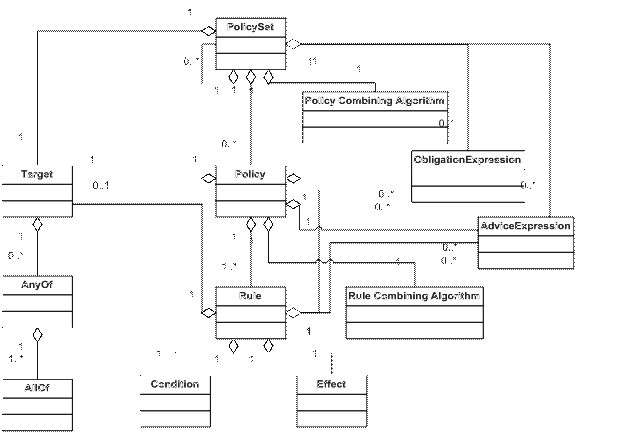 1
PolicySet
0..*
11
1
1 1 1
Policy Combining Algorithm
0..*
1
0..*
ObligationExpression
1
1
Target
Policy
0..1
0..*
0..*
1
0..*
1
AdviceExpression
1
1
0..*
0..*
0..*
1
1..*
AnyOf
1
Rule
Rule Combining Algorithm
1
1
1..*
1
1
1
Condition
Effect
AllOf